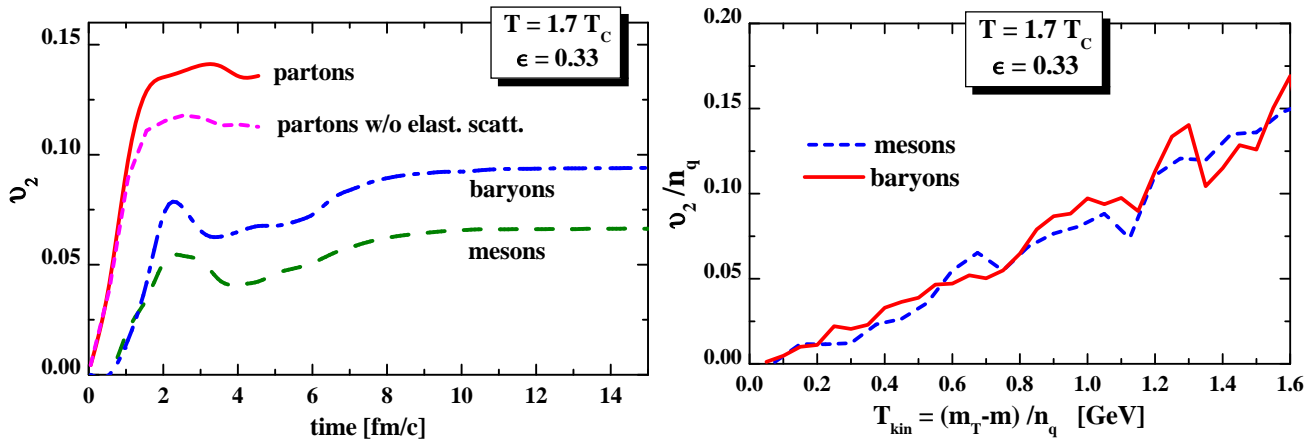 0.15
0.10
0.05
0.00
υ₂
T = 1.7 T_C
ϵ = 0.33
partons
partons w/o elast. scatt.
baryons
mesons
0 2 4 6 8 10 12 14
time [fm/c]
0.20
0.15
0.10
0.05
0.00
υ₂/n_q
T = 1.7 T_C
ϵ = 0.33
mesons
baryons
0.0 0.2 0.4 0.6 0.8 1.0 1.2 1.4 1.6
T_kin = (m_T-m) /n_q [GeV]